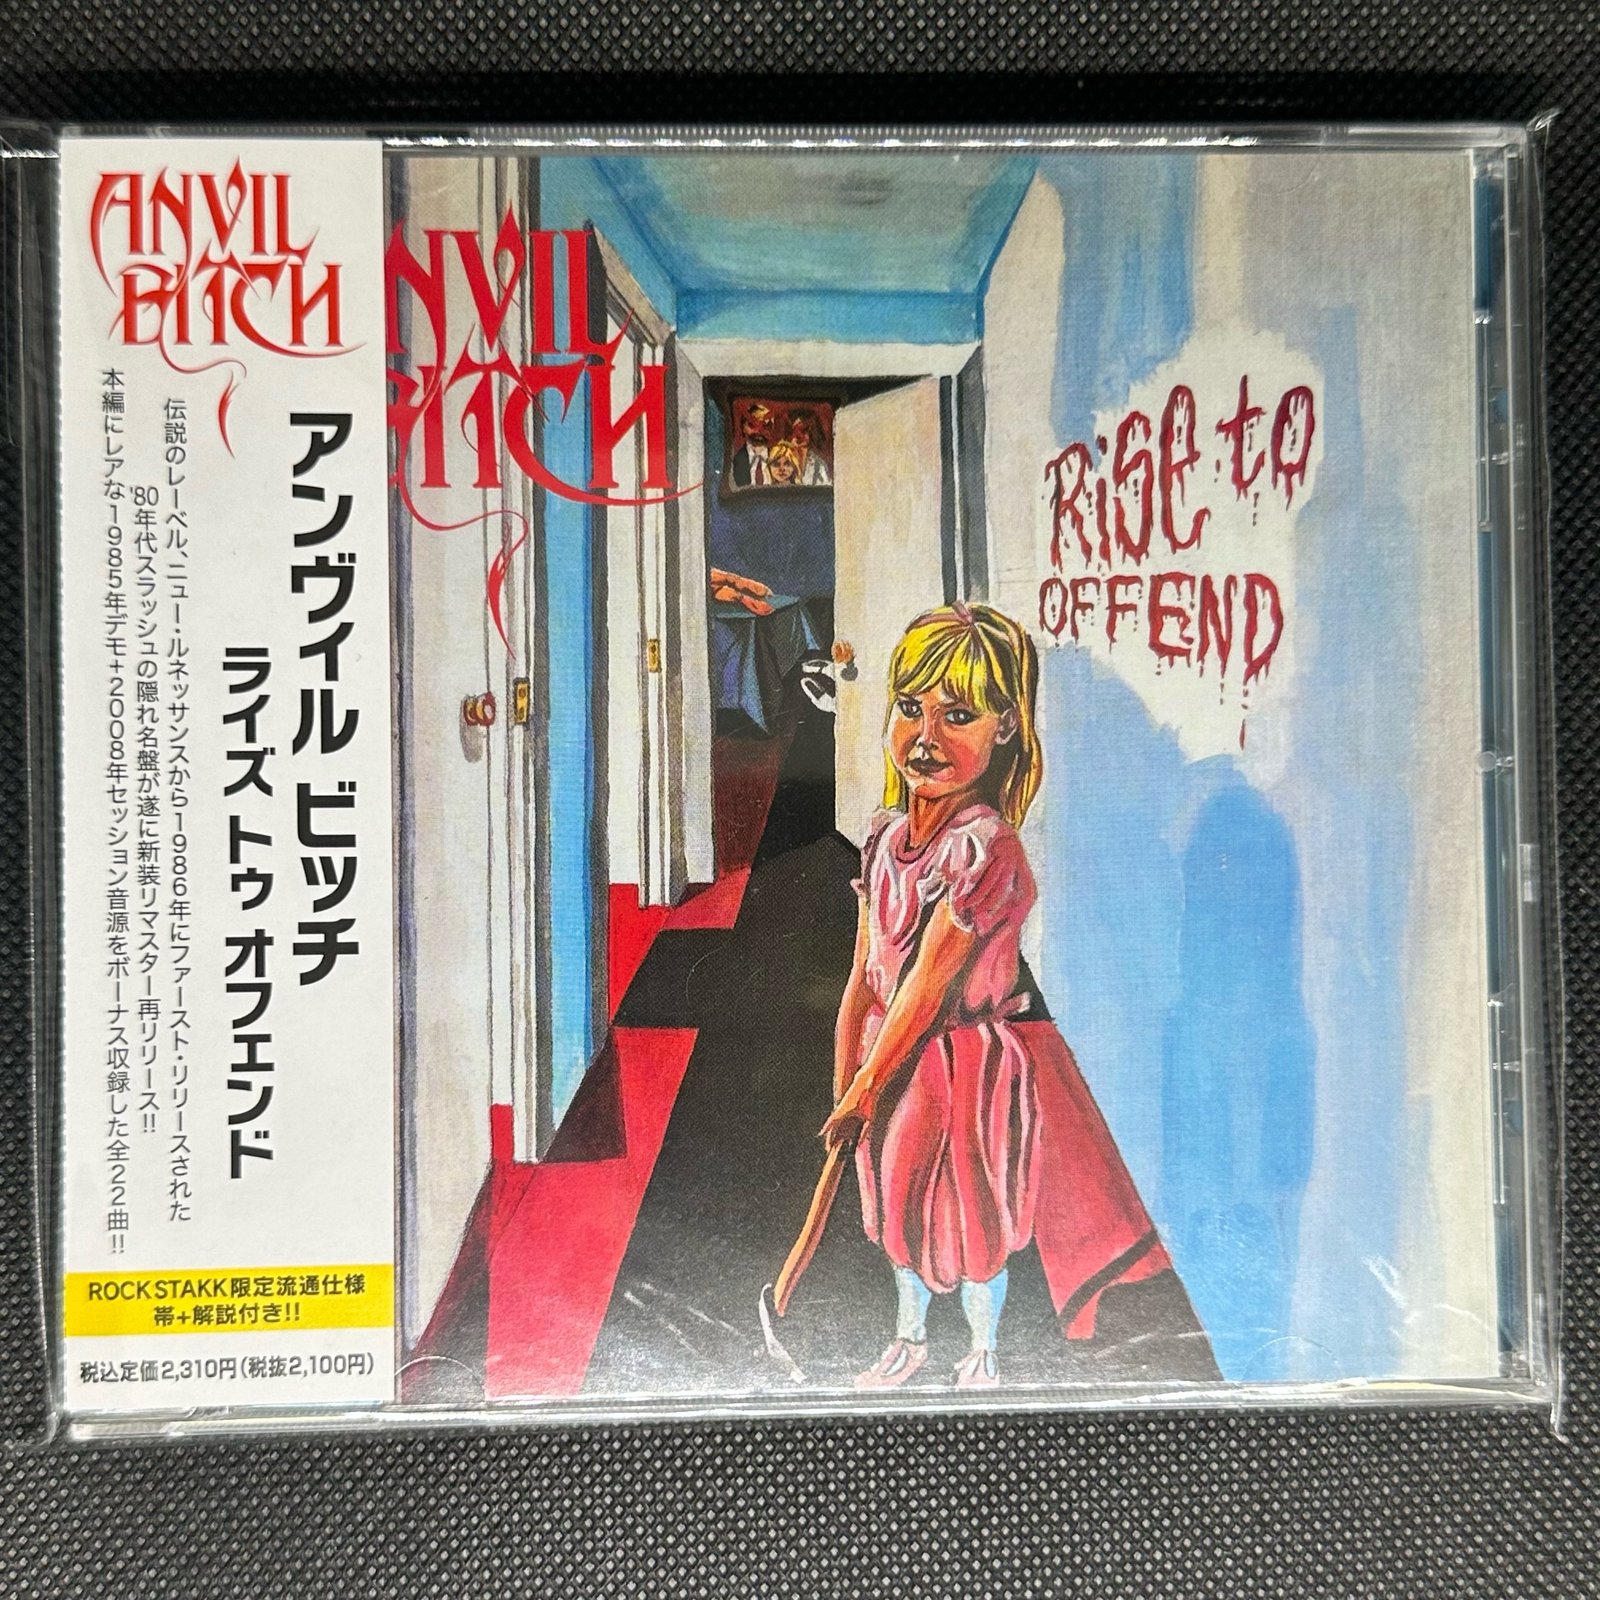 ANVIL
BITCH
アンヴィル ビッチ
ライズ トゥ オフェンド
伝説のレーベル、ニュー・ルネッサンスから1986年にファースト・リリースされた
'80年代スラッシュの隠れ名盤が遂に新装リマスター再リリース!!
本編にレアな1985年デモ+2008年セッション音源をボーナス収録した全22曲!!
ROCK STAKK限定流通仕様
帯+解説付き!!
税込定価2,310円(税抜2,100円)
NVIL
BITCH
Rise to
OFFEND